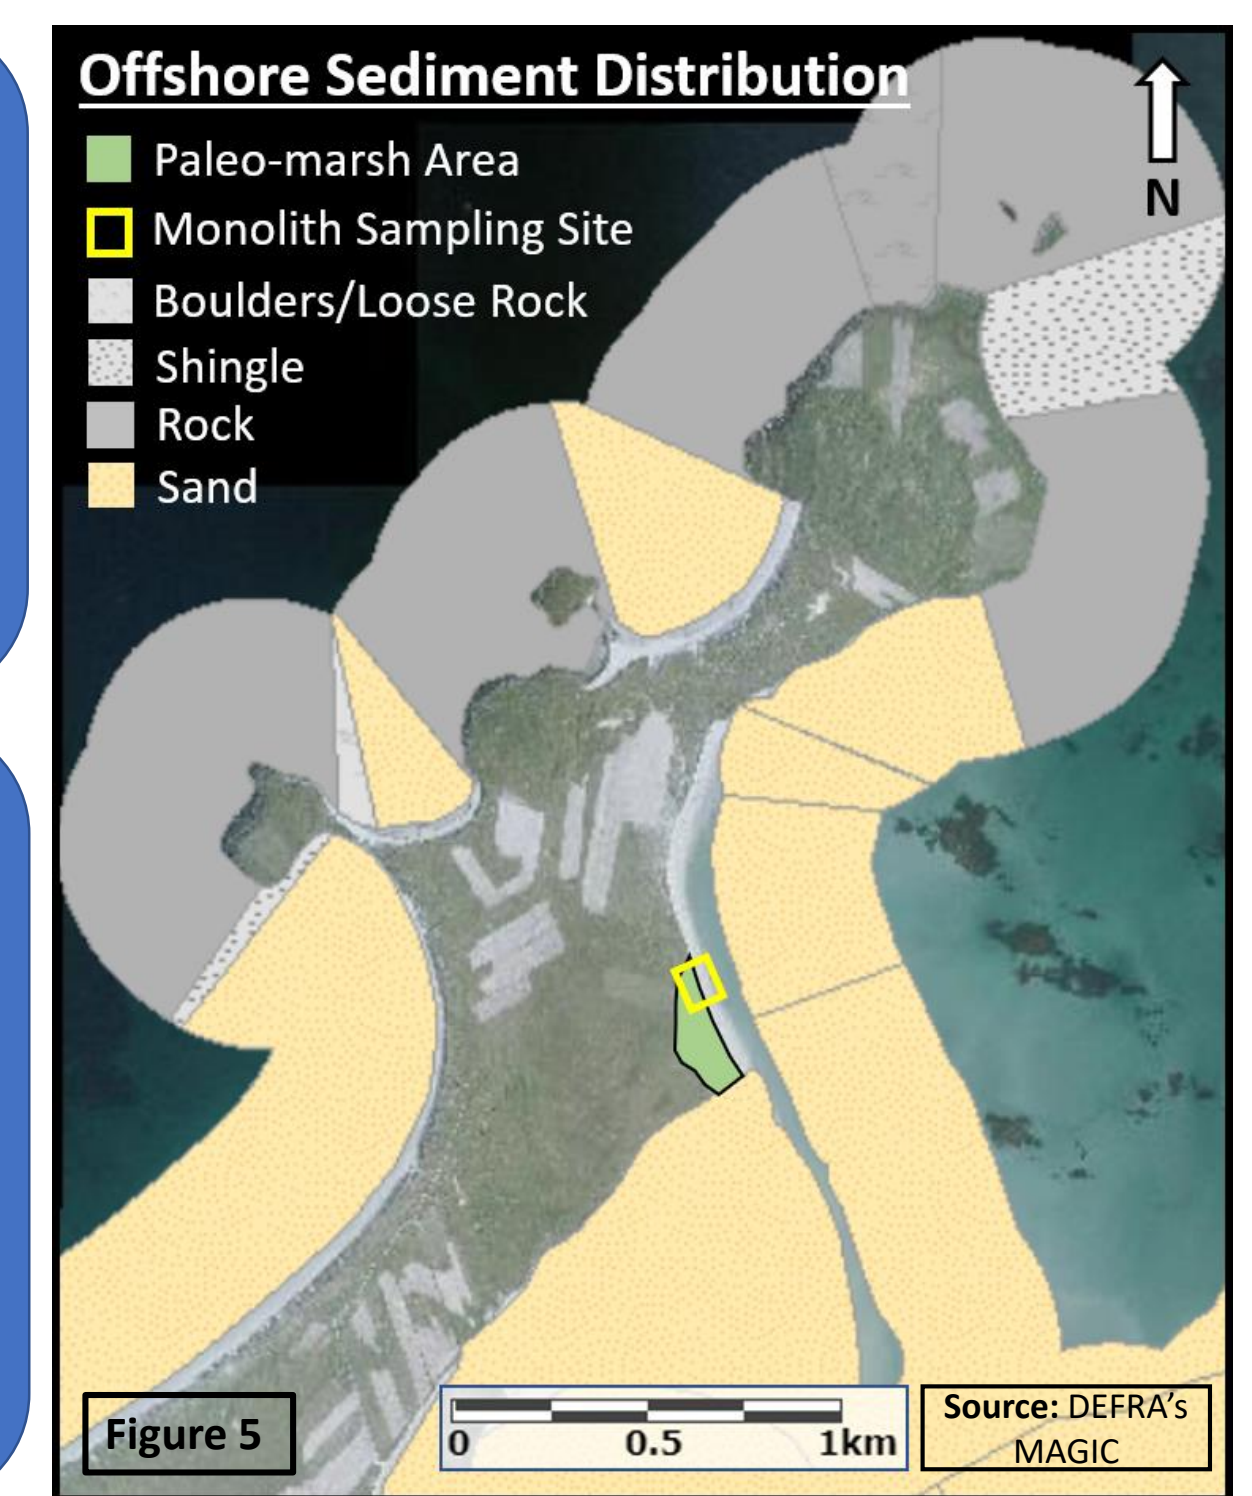 Offshore Sediment Distribution
Paleo-marsh Area
Monolith Sampling Site
Boulders/Loose Rock
Shingle
Rock
Sand
N
Figure 5
0 0.5 1km
Source: DEFRA's
MAGIC